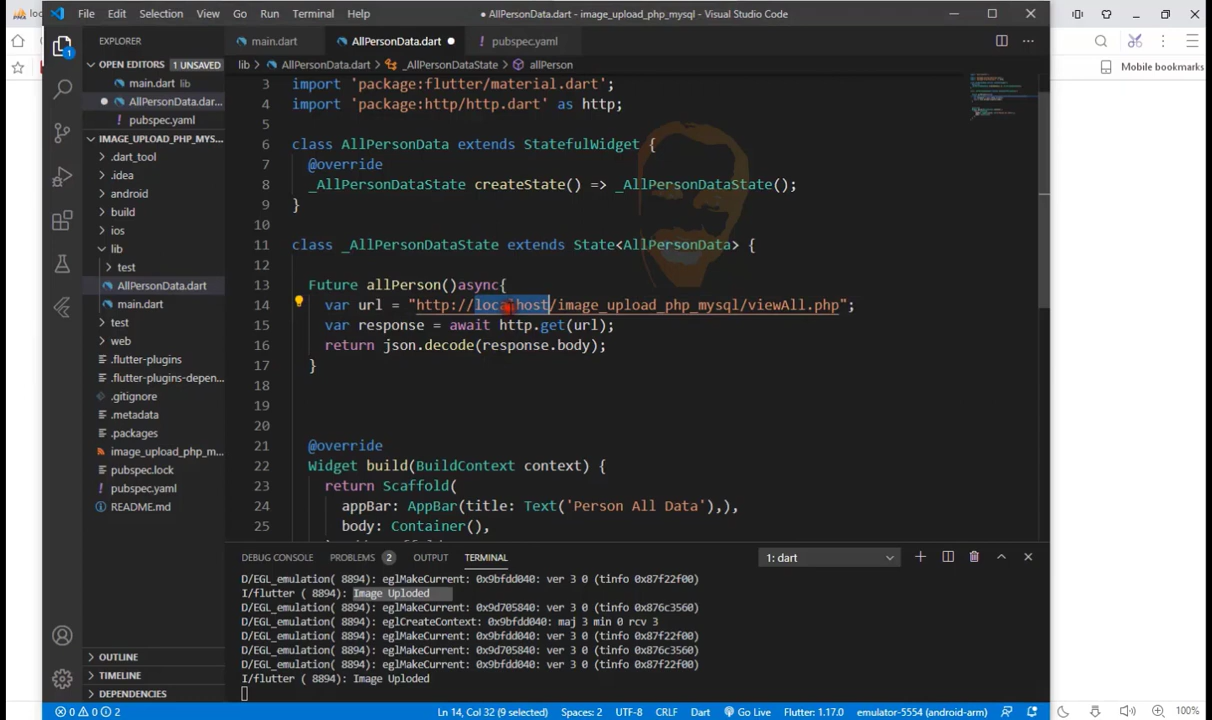 loc
File Edit Selection View Go Run Terminal Help
● AllPersonData.dart - image_upload_php_mysql - Visual Studio Code
EXPLORER ...
main.dart AllPersonData.dart ● pubspec.yaml
lib > AllPersonData.dart > _AllPersonDataState > allPerson
OPEN EDITORS 1 UNSAVED
main.dart
● AllPersonData.dar...
pubspec.yaml
IMAGE_UPLOAD_PHP_MYS...
.dart_tool
.idea
android
build
ios
lib
test
AllPersonData.dart
main.dart
test
web
.flutter-plugins
.flutter-plugins-depen...
.gitignore
.metadata
.packages
image_upload_php_m...
pubspec.lock
pubspec.yaml
README.md
OUTLINE
TIMELINE
DEPENDENCIES
3 import 'package:flutter/material.dart';
4 import 'package:http/http.dart' as http;
5
6 class AllPersonData extends StatefulWidget {
7 @override
8 _AllPersonDataState createState() => _AllPersonDataState();
9 }
10
11 class _AllPersonDataState extends State<AllPersonData> {
12
13 Future allPerson()async{
14 var url = "http://localhost/image_upload_php_mysql/viewAll.php";
15 var response = await http.get(url);
16 return json.decode(response.body);
17 }
18
19
20
21 @override
22 Widget build(BuildContext context) {
23 return Scaffold(
24 appBar: AppBar(title: Text('Person All Data'),),
25 body: Container(),
DEBUG CONSOLE PROBLEMS 2 OUTPUT TERMINAL 1: dart
D/EGL_emulation( 8894): eglMakeCurrent: 0x9bfdd040: ver 3 0 (tinfo 0x87f22f00)
I/flutter ( 8894): Image Uploded
D/EGL_emulation( 8894): eglMakeCurrent: 0x9d705840: ver 3 0 (tinfo 0x876c3560)
D/EGL_emulation( 8894): eglCreateContext: 0x9bfdd040: maj 3 min 0 rcv 3
D/EGL_emulation( 8894): eglMakeCurrent: 0x9bfdd040: ver 3 0 (tinfo 0x87f22f00)
D/EGL_emulation( 8894): eglMakeCurrent: 0x9d705840: ver 3 0 (tinfo 0x876c3560)
D/EGL_emulation( 8894): eglMakeCurrent: 0x9bfdd040: ver 3 0 (tinfo 0x87f22f00)
I/flutter ( 8894): Image Uploded
0 0 2 Ln 14, Col 32 (9 selected) Spaces: 2 UTF-8 CRLF Dart Go Live Flutter: 1.17.0 emulator-5554 (android-arm)
Mobile bookmarks
100%